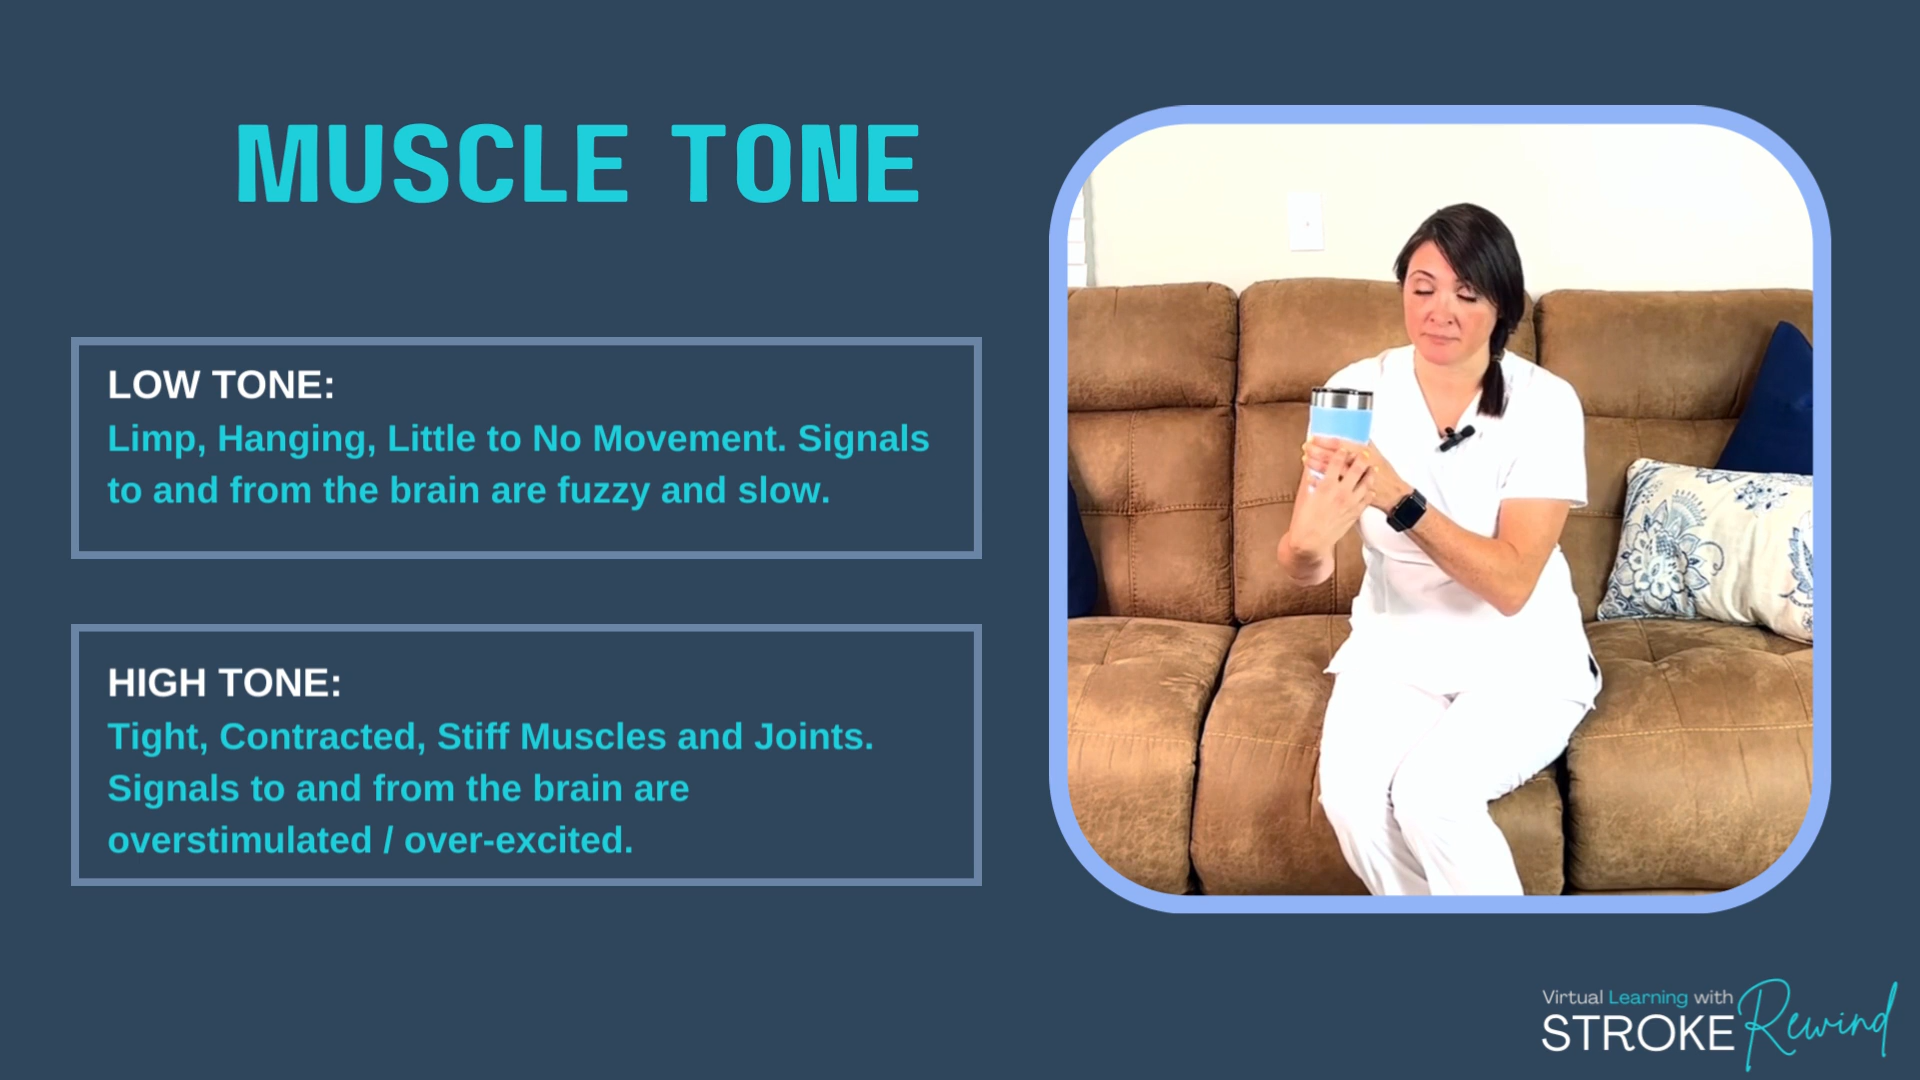 MUSCLE TONE
LOW TONE:
Limp, Hanging, Little to No Movement. Signals
to and from the brain are fuzzy and slow.
HIGH TONE:
Tight, Contracted, Stiff Muscles and Joints.
Signals to and from the brain are
overstimulated / over-excited.
Virtual Learning with
STROKE Rewind